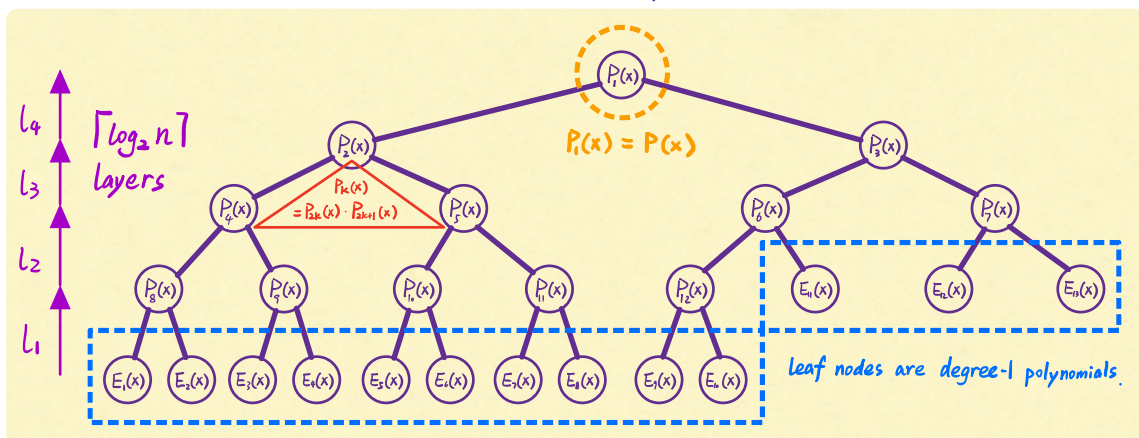 P₁(x)
P₁(x) = P(x)
l₄
⌈log₂ n⌉
layers
l₃
l₂
l₁
P₂(x)
P₃(x)
Pₖ(x)
= P₂ₖ(x) · P₂ₖ₊₁(x)
P₄(x)
P₅(x)
P₆(x)
P₇(x)
P₈(x)
P₉(x)
P₁₀(x)
P₁₁(x)
P₁₂(x)
E₁₁(x)
E₁₂(x)
E₁₃(x)
E₁(x)
E₂(x)
E₃(x)
E₄(x)
E₅(x)
E₆(x)
E₇(x)
E₈(x)
E₉(x)
E₁₀(x)
leaf nodes are degree-1 polynomials.